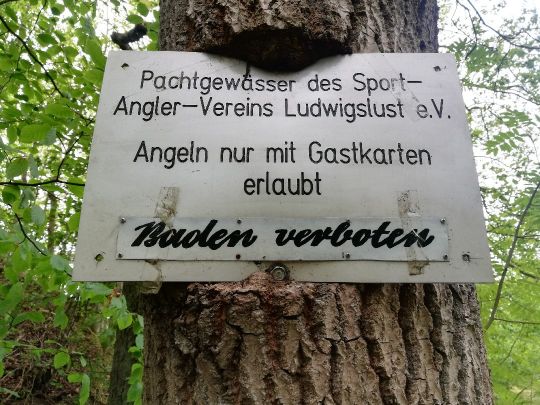 Pachtgewässer des Sport-
Angler-Vereins Ludwigslust e.V.
Angeln nur mit Gastkarten
erlaubt
Baden verboten